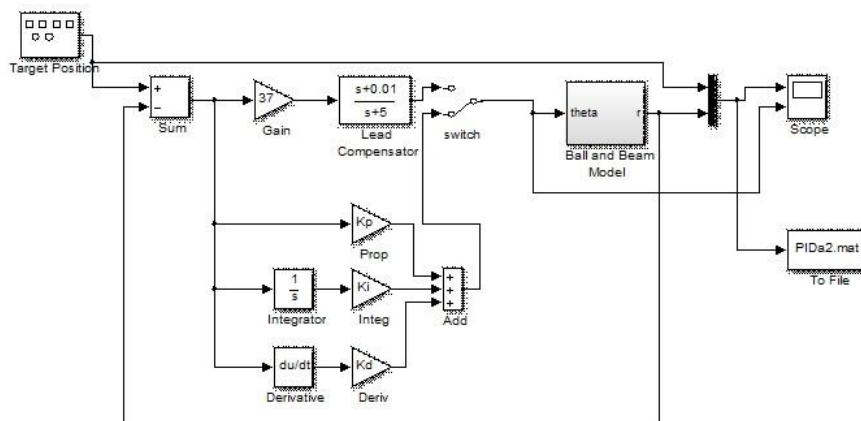 Target Position
+
−
Sum
37
Gain
s+0.01
s+5
Lead
Compensator
switch
theta
r
Ball and Beam
Model
Scope
Kp
Prop
1
s
Integrator
Ki
Integ
+
+
+
Add
PIDa2.mat
To File
du/dt
Derivative
Kd
Deriv